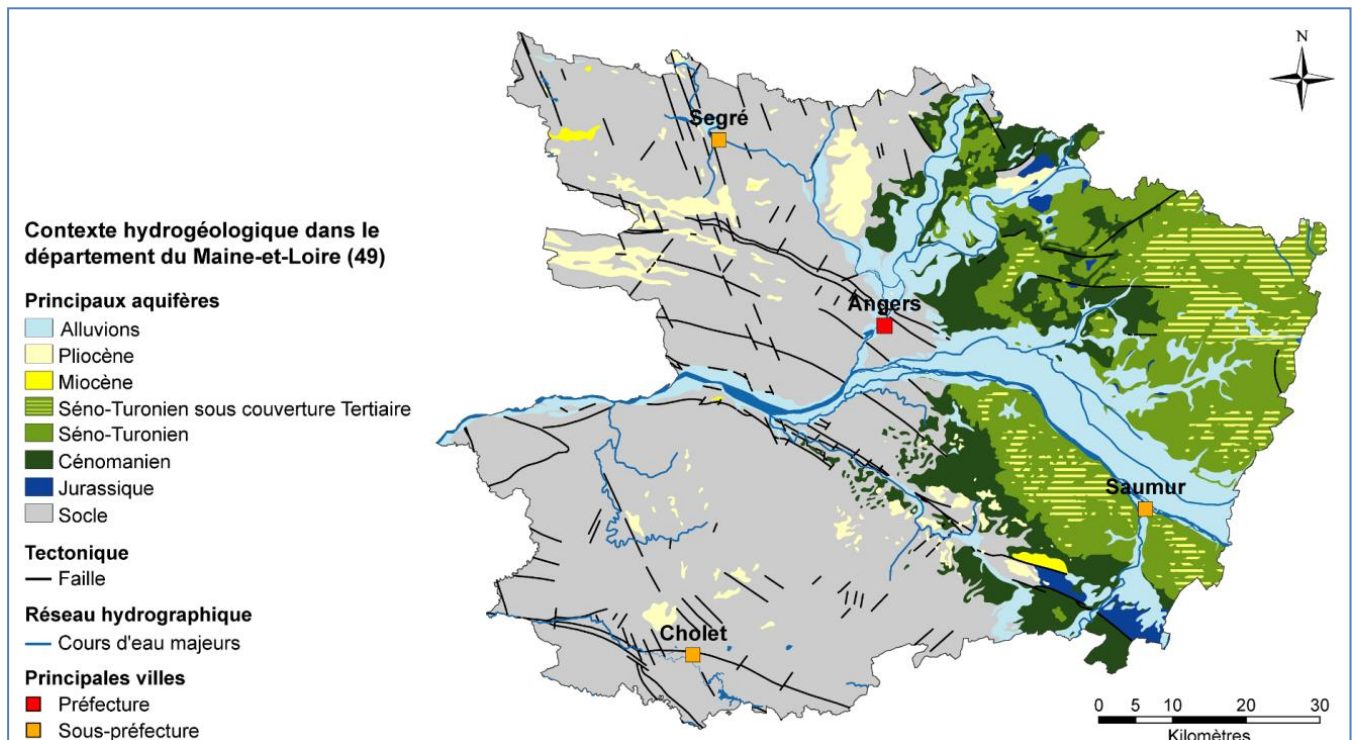 N
Segré
Angers
Saumur
Cholet
Contexte hydrogéologique dans le
département du Maine-et-Loire (49)
Principaux aquifères
Alluvions
Pliocène
Miocène
Séno-Turonien sous couverture Tertiaire
Séno-Turonien
Cénomanien
Jurassique
Socle
Tectonique
Faille
Réseau hydrographique
Cours d'eau majeurs
Principales villes
Préfecture
Sous-préfecture
0 5 10 20 30
Kilomètres